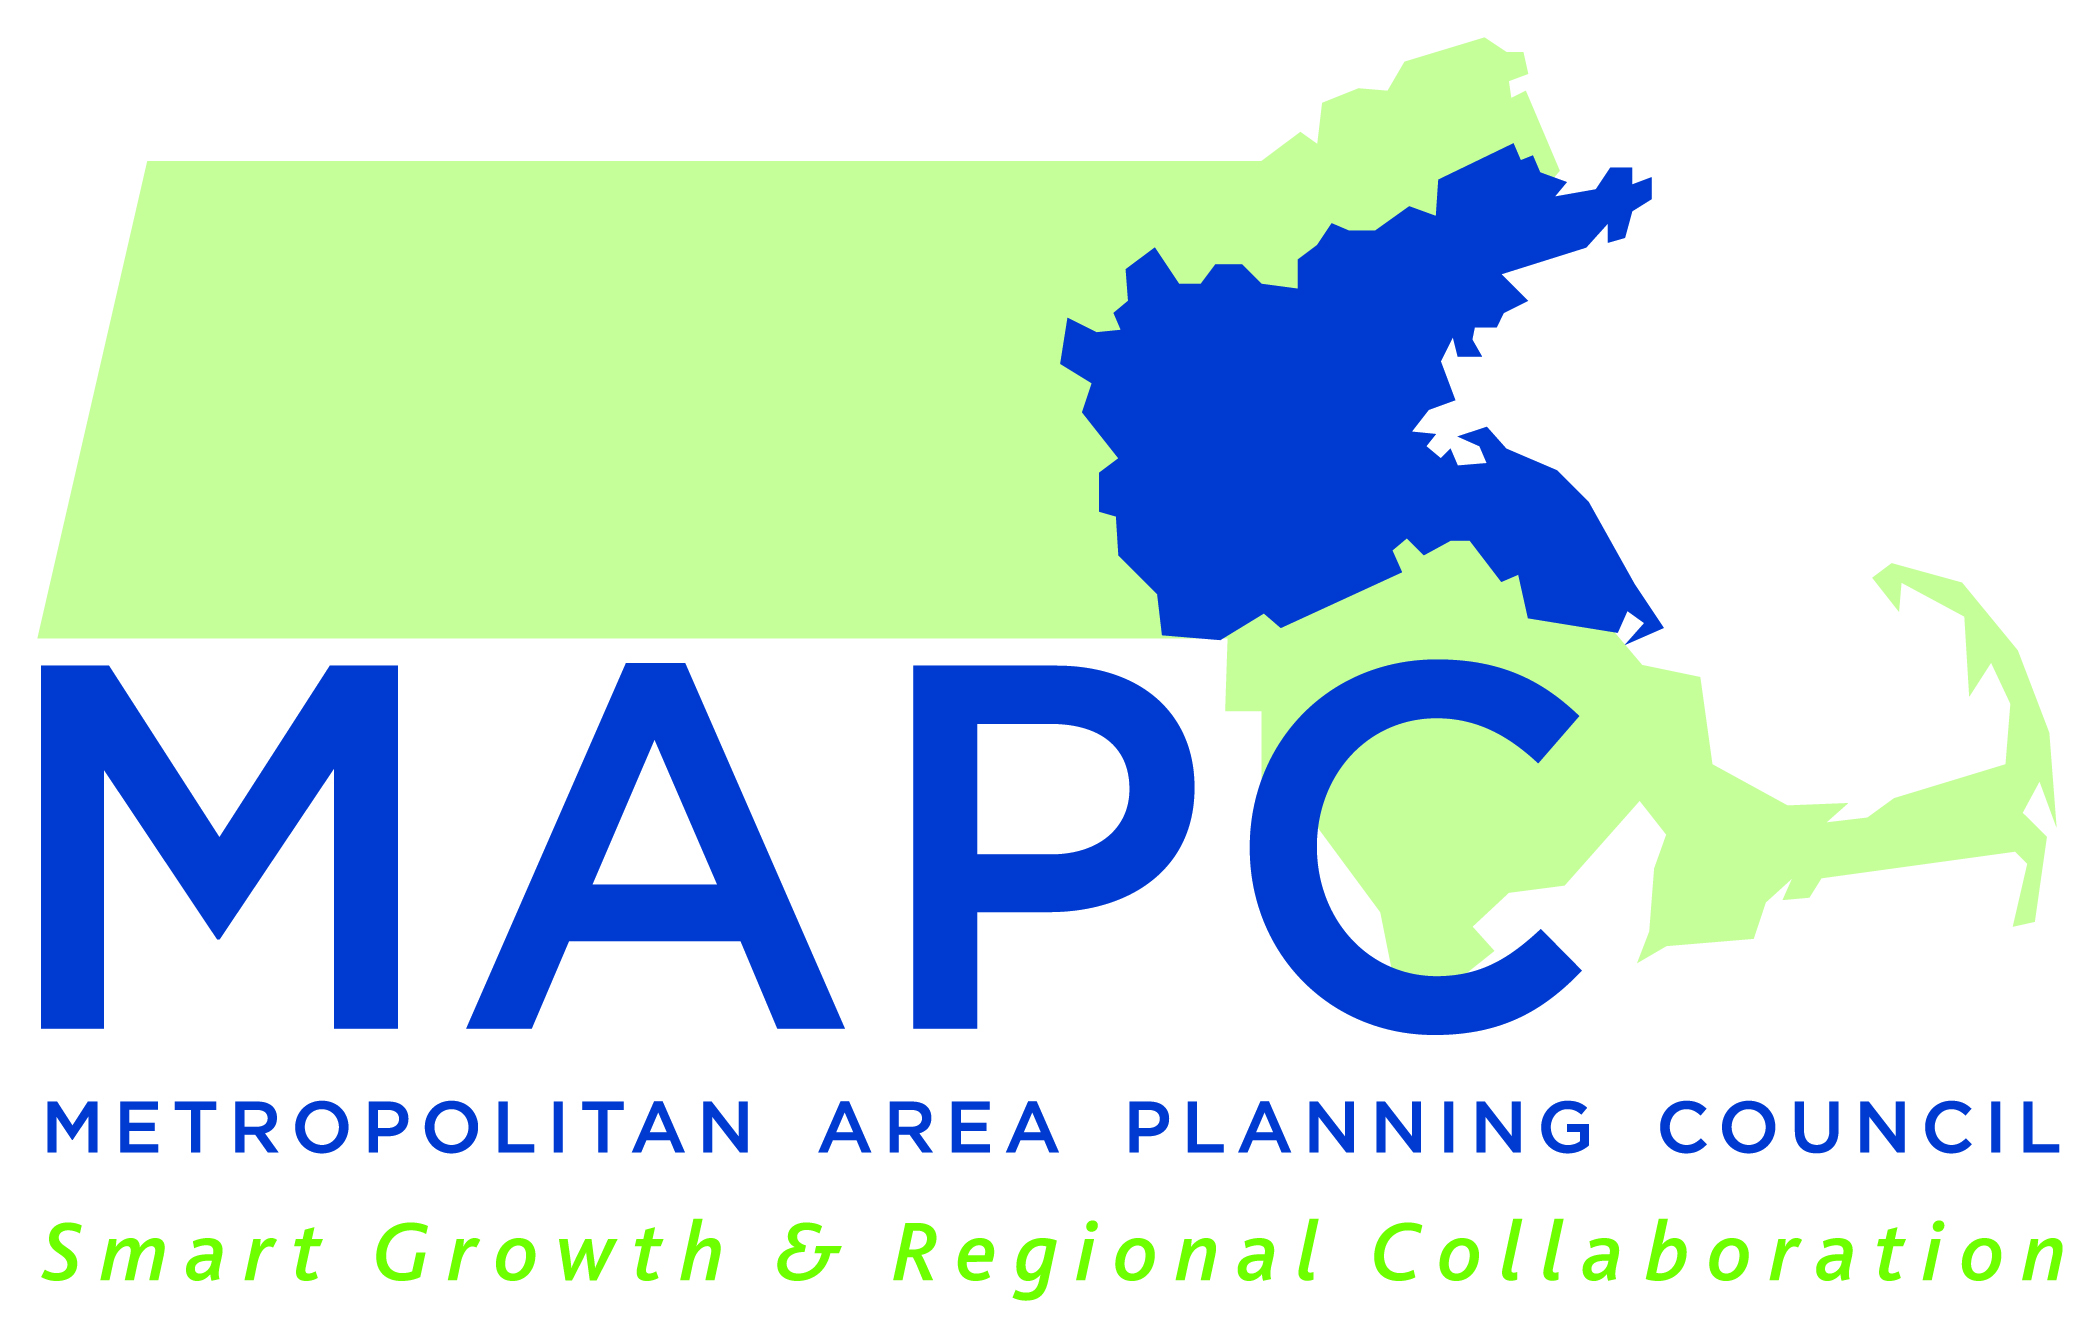 MAPC
METROPOLITAN AREA PLANNING COUNCIL
Smart Growth & Regional Collaboration